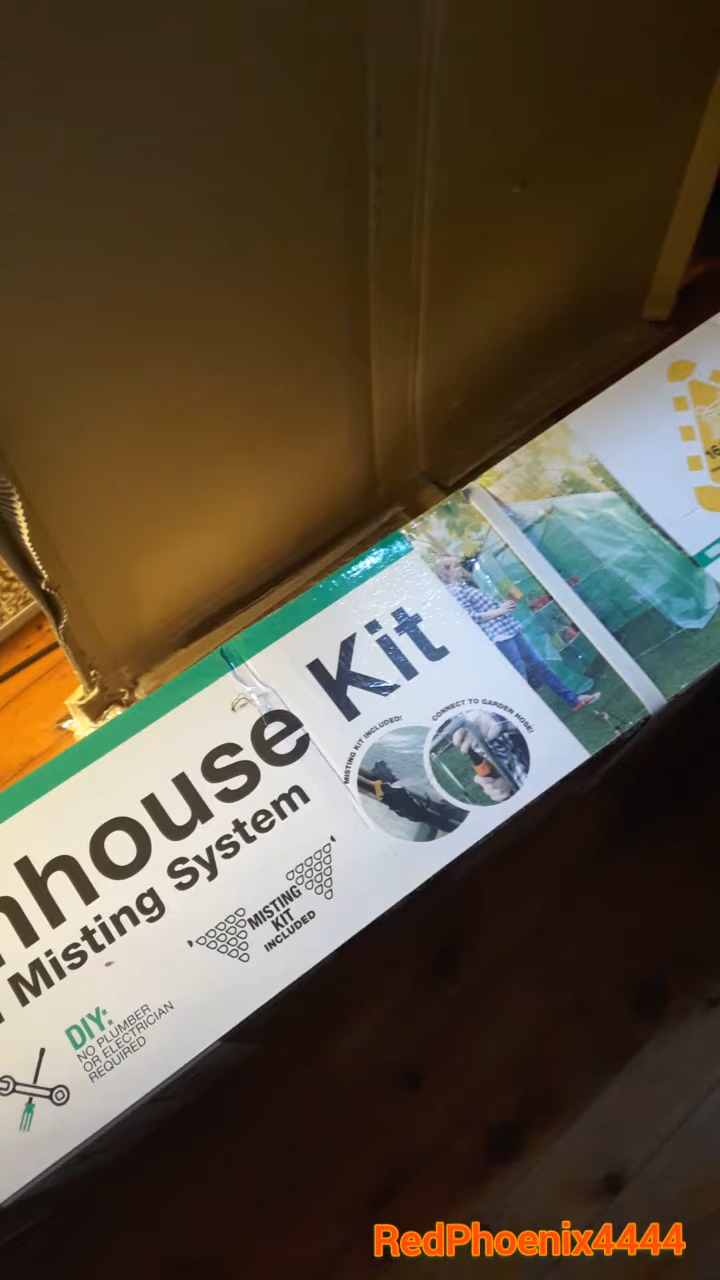 nhouse Kit
Misting System
MISTING KIT INCLUDED!
CONNECT TO GARDEN HOSE!
MISTING
KIT
INCLUDED
DIY:
NO PLUMBER
OR ELECTRICIAN
REQUIRED
16
RedPhoenix4444